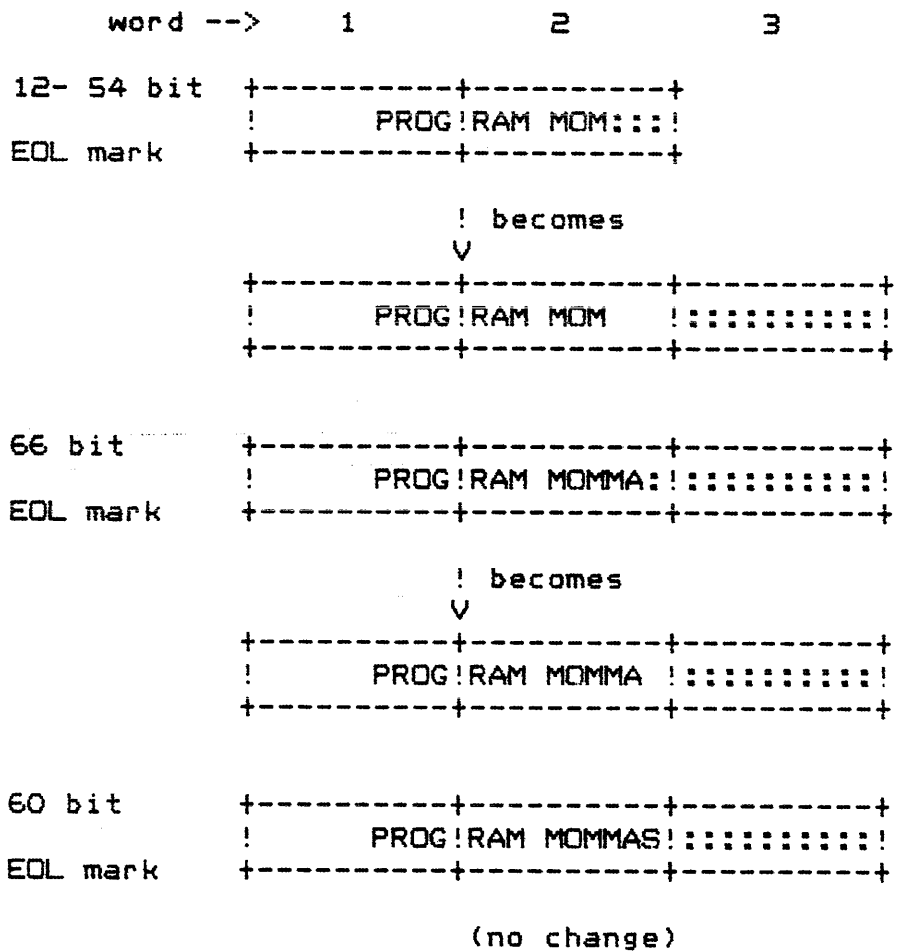 word -->    1          2          3
12- 54 bit  +----------+----------+
            !      PROG!RAM MOM:::!
EOL mark    +----------+----------+
                       ! becomes
                       V
            +----------+----------+----------+
            !      PROG!RAM MOM   !::::::::::!
            +----------+----------+----------+
66 bit      +----------+----------+----------+
            !      PROG!RAM MOMMA:!::::::::::!
EOL mark    +----------+----------+----------+
                       ! becomes
                       V
            +----------+----------+----------+
            !      PROG!RAM MOMMA !::::::::::!
            +----------+----------+----------+
60 bit      +----------+----------+----------+
            !      PROG!RAM MOMMAS!::::::::::!
EOL mark    +----------+----------+----------+
                       (no change)